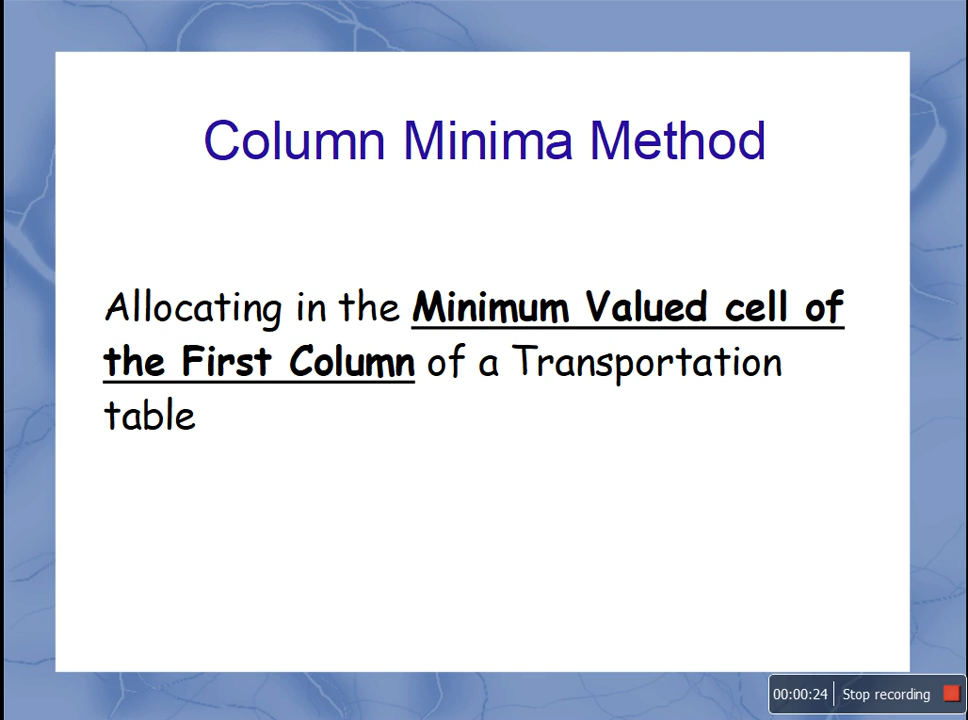 Column Minima Method
Allocating in the Minimum Valued cell of
the First Column of a Transportation
table
00:00:24 Stop recording